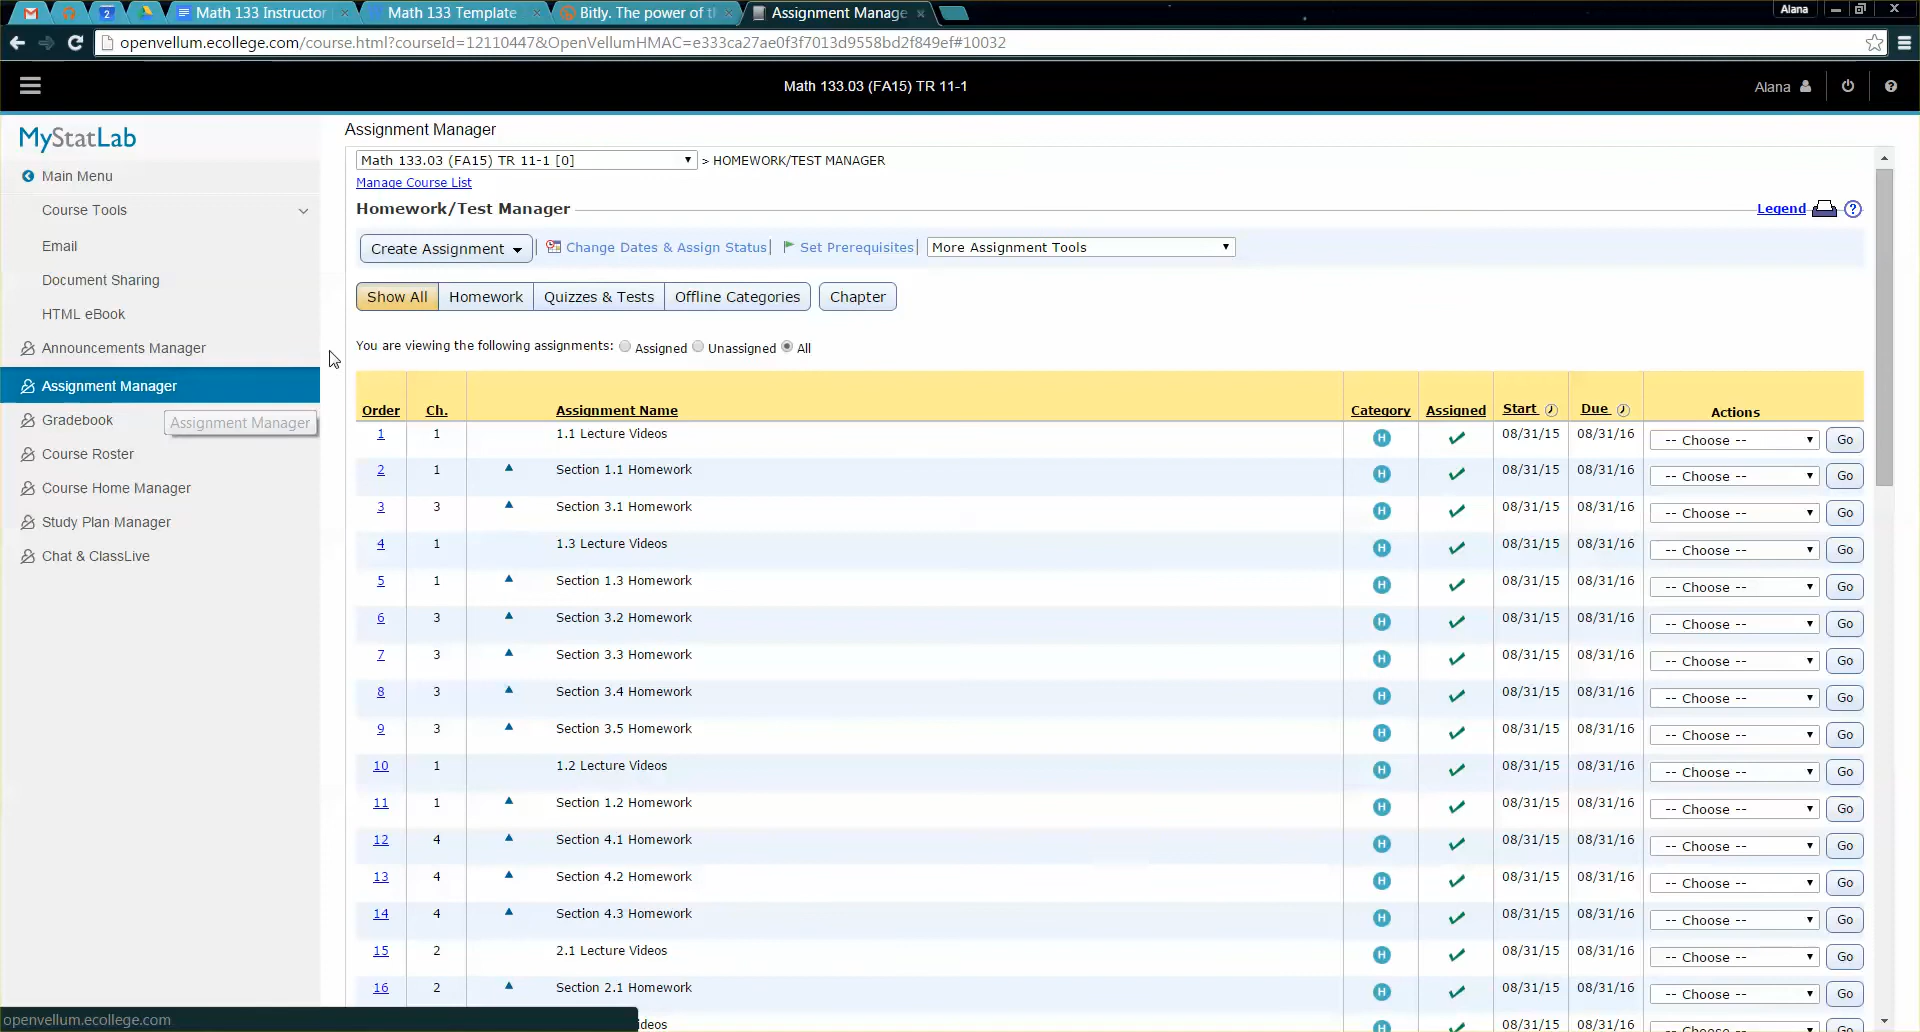 Math 133 Instructor
Math 133 Template
Bitly. The power of t
Assignment Manage
Alana
2
openvellum.ecollege.com/course.html?courseId=12110447&OpenVellumHMAC=e333ca27ae0f3f7013d9558bd2f849ef#10032
Math 133.03 (FA15) TR 11-1
Alana
MyStatLab
Main Menu
Course Tools
Email
Document Sharing
HTML eBook
Announcements Manager
Assignment Manager
Gradebook
Assignment Manager
Course Roster
Course Home Manager
Study Plan Manager
Chat & ClassLive
Assignment Manager
Math 133.03 (FA15) TR 11-1 [0] > HOMEWORK/TEST MANAGER
Manage Course List
Homework/Test Manager
Legend ?
Create Assignment | Change Dates & Assign Status | Set Prerequisites | More Assignment Tools
Show All Homework Quizzes & Tests Offline Categories Chapter
You are viewing the following assignments: Assigned Unassigned All
Order Ch. Assignment Name Category Assigned Start Due Actions
1 1 1.1 Lecture Videos H 08/31/15 08/31/16 -- Choose -- Go
2 1 Section 1.1 Homework H 08/31/15 08/31/16 -- Choose -- Go
3 3 Section 3.1 Homework H 08/31/15 08/31/16 -- Choose -- Go
4 1 1.3 Lecture Videos H 08/31/15 08/31/16 -- Choose -- Go
5 1 Section 1.3 Homework H 08/31/15 08/31/16 -- Choose -- Go
6 3 Section 3.2 Homework H 08/31/15 08/31/16 -- Choose -- Go
7 3 Section 3.3 Homework H 08/31/15 08/31/16 -- Choose -- Go
8 3 Section 3.4 Homework H 08/31/15 08/31/16 -- Choose -- Go
9 3 Section 3.5 Homework H 08/31/15 08/31/16 -- Choose -- Go
10 1 1.2 Lecture Videos H 08/31/15 08/31/16 -- Choose -- Go
11 1 Section 1.2 Homework H 08/31/15 08/31/16 -- Choose -- Go
12 4 Section 4.1 Homework H 08/31/15 08/31/16 -- Choose -- Go
13 4 Section 4.2 Homework H 08/31/15 08/31/16 -- Choose -- Go
14 4 Section 4.3 Homework H 08/31/15 08/31/16 -- Choose -- Go
15 2 2.1 Lecture Videos H 08/31/15 08/31/16 -- Choose -- Go
16 2 Section 2.1 Homework H 08/31/15 08/31/16 -- Choose -- Go
ideos H 08/31/15 08/31/16 -- Choose -- Go
openvellum.ecollege.com